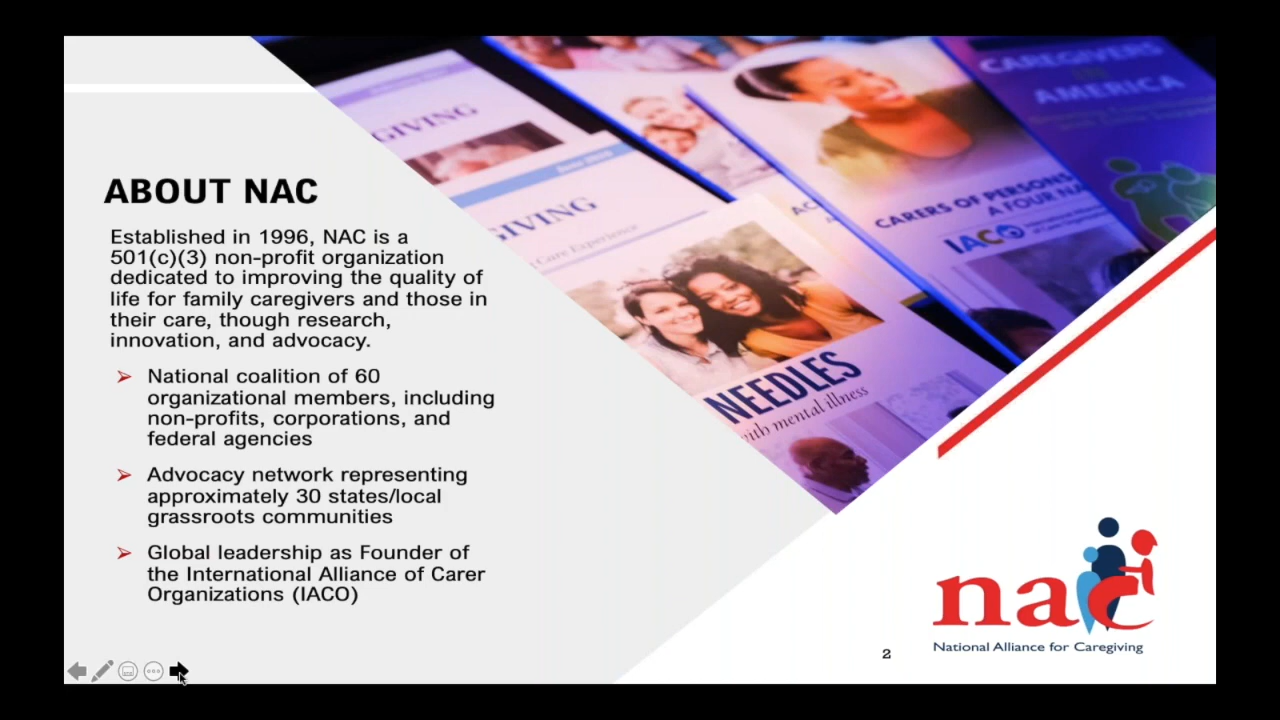 ABOUT NAC
Established in 1996, NAC is a
501(c)(3) non-profit organization
dedicated to improving the quality of
life for family caregivers and those in
their care, though research,
innovation, and advocacy.
National coalition of 60
organizational members, including
non-profits, corporations, and
federal agencies
Advocacy network representing
approximately 30 states/local
grassroots communities
Global leadership as Founder of
the International Alliance of Carer
Organizations (IACO)
GIVING
GIVING
Care Experience
NEEDLES
with mental illness
CARERS OF PERSONS
A FOUR NA
IACO
CAREGIVERS
IN
AMERICA
nac
National Alliance for Caregiving
2